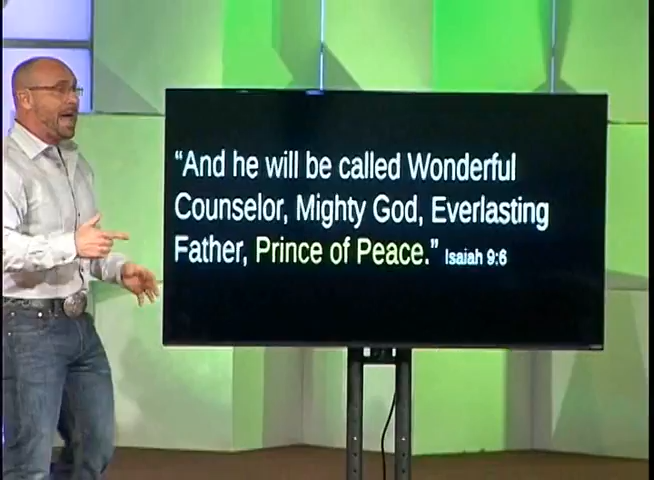 “And he will be called Wonderful
Counselor, Mighty God, Everlasting
Father, Prince of Peace.” Isaiah 9:6